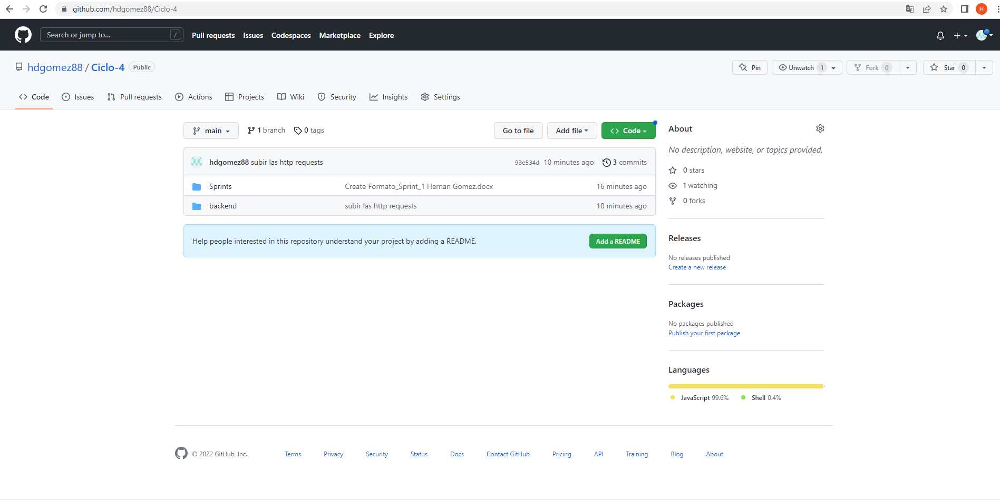 github.com/hdgomez88/Ciclo-4
H
Search or jump to... /
Pull requests Issues Codespaces Marketplace Explore
hdgomez88 / Ciclo-4 Public
Pin Unwatch 1 Fork 0 Star 0
Code Issues Pull requests Actions Projects Wiki Security Insights Settings
main 1 branch 0 tags Go to file Add file Code
hdgomez88 subir las http requests 93e534d 10 minutes ago 3 commits
Sprints Create Formato_Sprint_1 Hernan Gomez.docx 16 minutes ago
backend subir las http requests 10 minutes ago
Help people interested in this repository understand your project by adding a README. Add a README
About
No description, website, or topics provided.
0 stars
1 watching
0 forks
Releases
No releases published
Create a new release
Packages
No packages published
Publish your first package
Languages
JavaScript 99.6% Shell 0.4%
© 2022 GitHub, Inc. Terms Privacy Security Status Docs Contact GitHub Pricing API Training Blog About